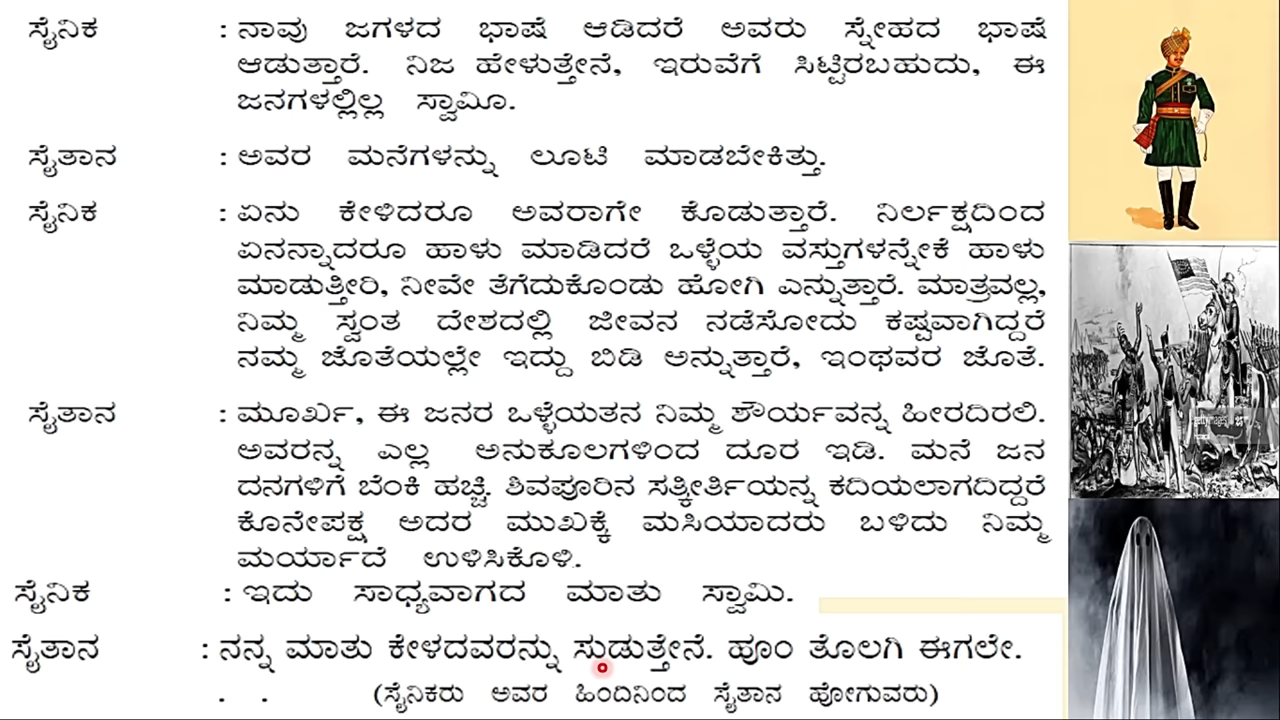 ಸೈನಿಕ : ನಾವು ಜಗಳದ ಭಾಷೆ ಆಡಿದರೆ ಅವರು ಸ್ನೇಹದ ಭಾಷೆ
ಆಡುತ್ತಾರೆ. ನಿಜ ಹೇಳುತ್ತೇನೆ, ಇರುವೆಗೆ ಸಿಟ್ಟಿರಬಹುದು, ಈ
ಜನಗಳಲ್ಲಿಲ್ಲ ಸ್ವಾಮೀ.
ಸೈತಾನ : ಅವರ ಮನೆಗಳನ್ನು ಲೂಟಿ ಮಾಡಬೇಕಿತ್ತು.
ಸೈನಿಕ : ಏನು ಕೇಳಿದರೂ ಅವರಾಗೇ ಕೊಡುತ್ತಾರೆ. ನಿರ್ಲಕ್ಷ್ಯದಿಂದ
ಏನನ್ನಾದರೂ ಹಾಳು ಮಾಡಿದರೆ ಒಳ್ಳೆಯ ವಸ್ತುಗಳನ್ನೇಕೆ ಹಾಳು
ಮಾಡುತ್ತೀರಿ, ನೀವೇ ತೆಗೆದುಕೊಂಡು ಹೋಗಿ ಎನ್ನುತ್ತಾರೆ. ಮಾತ್ರವಲ್ಲ,
ನಿಮ್ಮ ಸ್ವಂತ ದೇಶದಲ್ಲಿ ಜೀವನ ನಡೆಸೋದು ಕಷ್ಟವಾಗಿದ್ದರೆ
ನಮ್ಮ ಜೊತೆಯಲ್ಲೇ ಇದ್ದು ಬಿಡಿ ಅನ್ನುತ್ತಾರೆ, ಇಂಥವರ ಜೊತೆ.
ಸೈತಾನ : ಮೂರ್ಖ, ಈ ಜನರ ಒಳ್ಳೆಯತನ ನಿಮ್ಮ ಶೌರ್ಯವನ್ನ ಹೀರದಿರಲಿ.
ಅವರನ್ನ ಎಲ್ಲ ಅನುಕೂಲಗಳಿಂದ ದೂರ ಇಡಿ. ಮನೆ ಜನ
ದನಗಳಿಗೆ ಬೆಂಕಿ ಹಚ್ಚಿ. ಶಿವಪೂರಿನ ಸತ್ಕೀರ್ತಿಯನ್ನ ಕದಿಯಲಾಗದಿದ್ದರೆ
ಕೊನೇಪಕ್ಷ ಅದರ ಮುಖಕ್ಕೆ ಮಸಿಯಾದರು ಬಳಿದು ನಿಮ್ಮ
ಮರ್ಯಾದೆ ಉಳಿಸಿಕೊಳಿ.
ಸೈನಿಕ : ಇದು ಸಾಧ್ಯವಾಗದ ಮಾತು ಸ್ವಾಮಿ.
ಸೈತಾನ : ನನ್ನ ಮಾತು ಕೇಳದವರನ್ನು ಸುಡುತ್ತೇನೆ. ಹೂಂ ತೊಲಗಿ ಈಗಲೇ.
. . (ಸೈನಿಕರು ಅವರ ಹಿಂದಿನಿಂದ ಸೈತಾನ ಹೋಗುವರು)